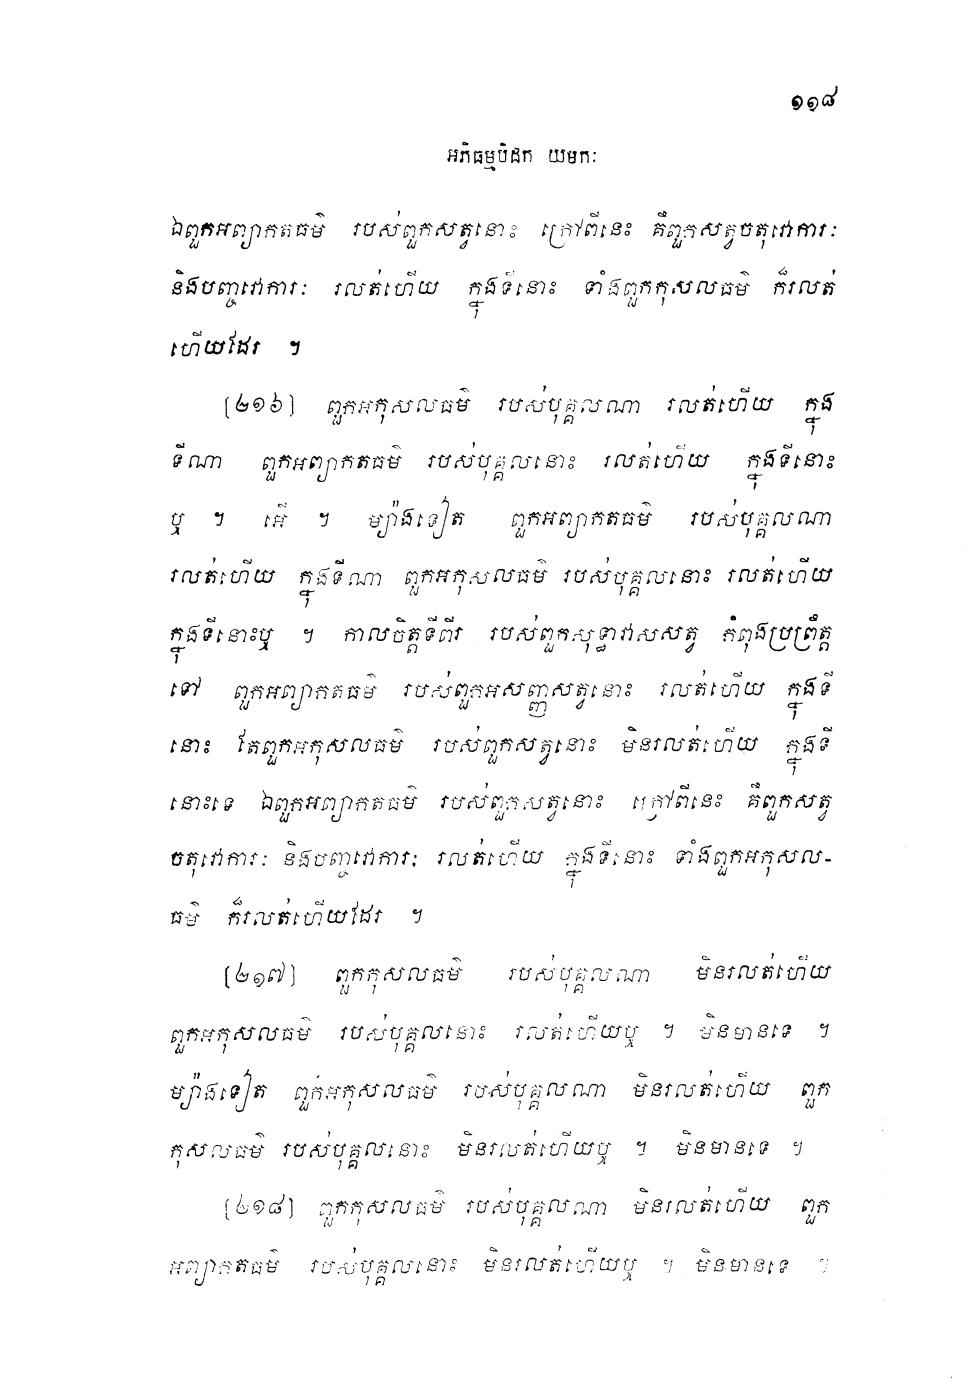 ១១៨
អភិធម្មបិដក យមកៈ
ឯពួកអព្យាកតធម៌ របស់ពួកសត្វនោះ ក្រៅពីនេះ គឺពួកសត្វចតុវោការៈ
និងបញ្ចវោការៈ រលត់ហើយ ក្នុងទីនោះ ទាំងពួកកុសលធម៌ ក៏រលត់
ហើយដែរ ។
[២១៦] ពួកអកុសលធម៌ របស់បុគ្គលណា រលត់ហើយ ក្នុង
ទីណា ពួកអព្យាកតធម៌ របស់បុគ្គលនោះ រលត់ហើយ ក្នុងទីនោះ
ឬ ។ អើ ។ ម្យ៉ាងទៀត ពួកអព្យាកតធម៌ របស់បុគ្គលណា
រលត់ហើយ ក្នុងទីណា ពួកអកុសលធម៌ របស់បុគ្គលនោះ រលត់ហើយ
ក្នុងទីនោះឬ ។ កាលចិត្តទីពីរ របស់ពួកសុទ្ធាវាសសត្វ កំពុងប្រព្រឹត្ត
ទៅ ពួកអព្យាកតធម៌ របស់ពួកអសញ្ញសត្វនោះ រលត់ហើយ ក្នុងទី
នោះ តែពួកអកុសលធម៌ របស់ពួកសត្វនោះ មិនរលត់ហើយ ក្នុងទី
នោះទេ ឯពួកអព្យាកតធម៌ របស់ពួកសត្វនោះ ក្រៅពីនេះ គឺពួកសត្វ
ចតុវោការៈ និងបញ្ចវោការៈ រលត់ហើយ ក្នុងទីនោះ ទាំងពួកអកុសល-
ធម៌ ក៏រលត់ហើយដែរ ។
[២១៧] ពួកកុសលធម៌ របស់បុគ្គលណា មិនរលត់ហើយ
ពួកអកុសលធម៌ របស់បុគ្គលនោះ រលត់ហើយឬ ។ មិនមានទេ ។
ម្យ៉ាងទៀត ពួកអកុសលធម៌ របស់បុគ្គលណា មិនរលត់ហើយ ពួក
កុសលធម៌ របស់បុគ្គលនោះ មិនរលត់ហើយឬ ។ មិនមានទេ ។
[២១៨] ពួកកុសលធម៌ របស់បុគ្គលណា មិនរលត់ហើយ ពួក
អព្យាកតធម៌ របស់បុគ្គលនោះ មិនរលត់ហើយឬ ។ មិនមានទេ ។